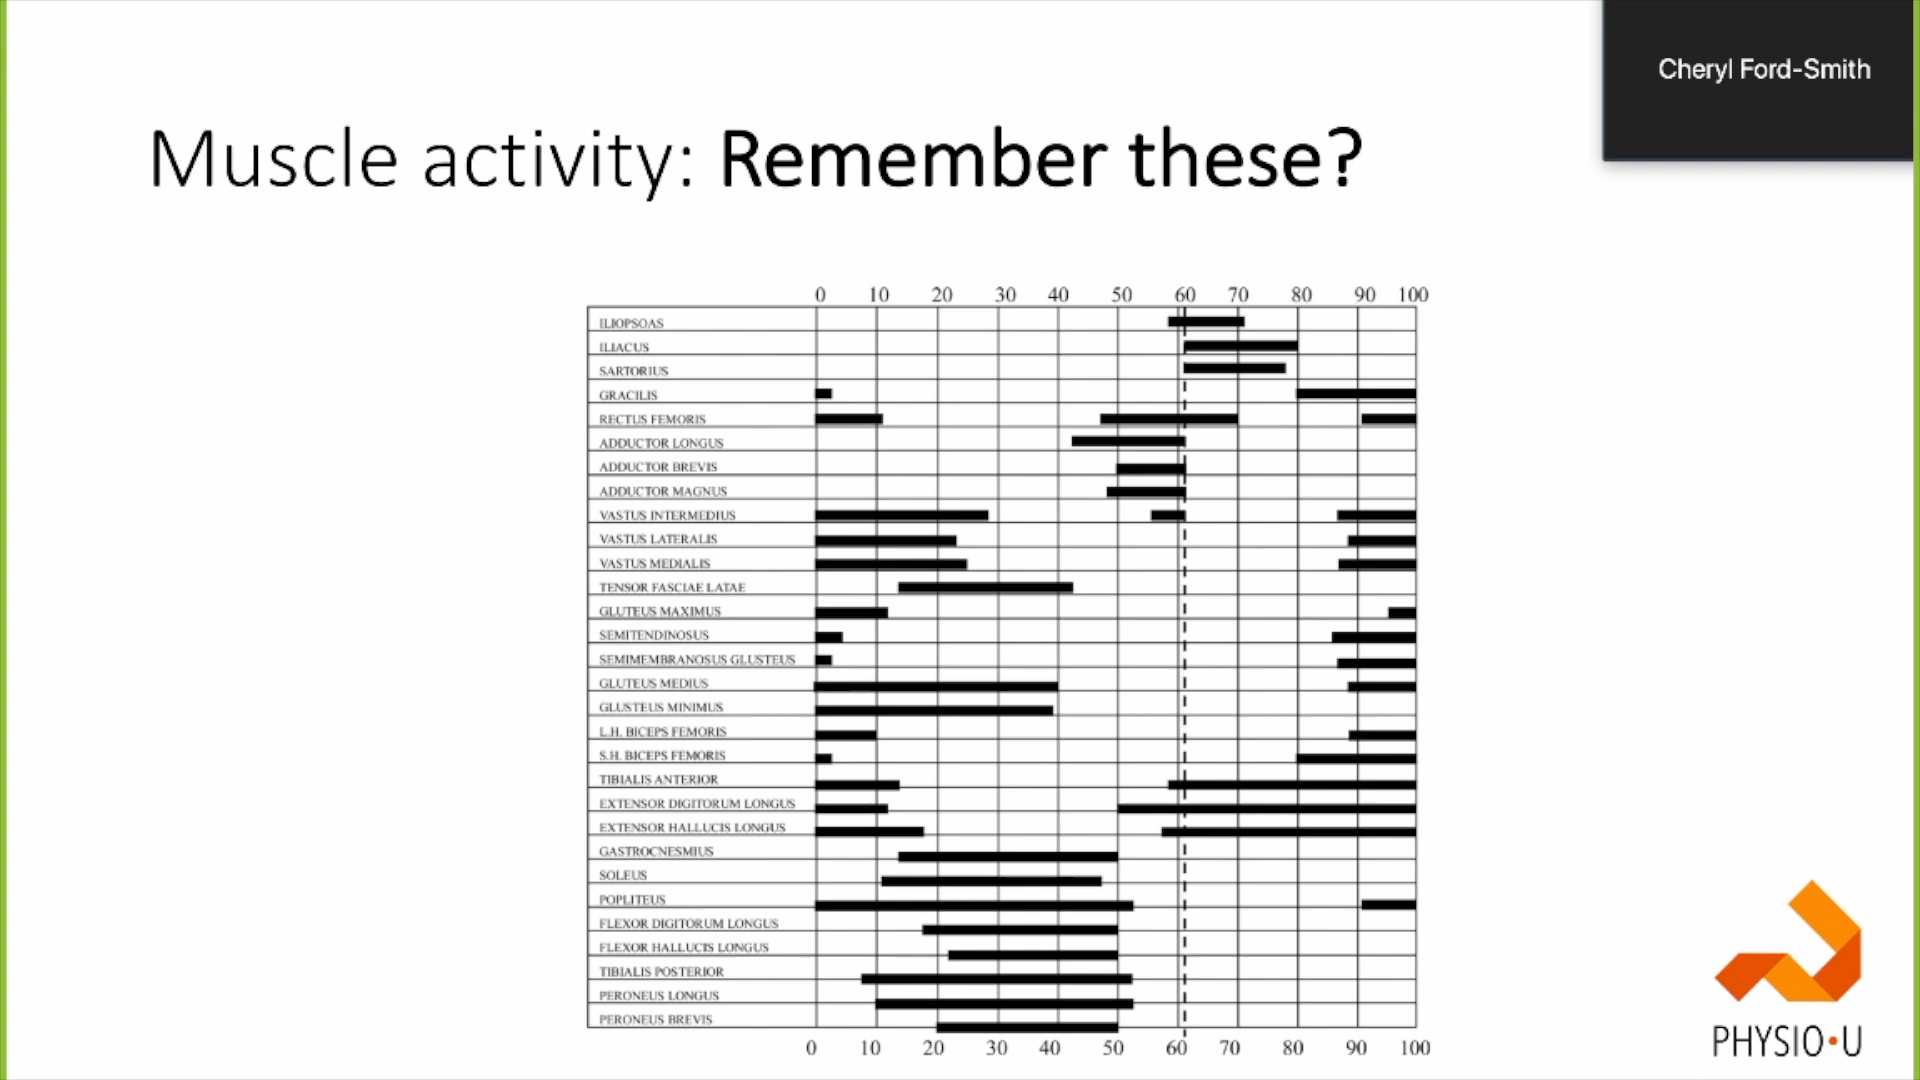 Cheryl Ford-Smith
Muscle activity: Remember these?
0 10 20 30 40 50 60 70 80 90 100
ILIOPSOAS
ILIACUS
SARTORIUS
GRACILIS
RECTUS FEMORIS
ADDUCTOR LONGUS
ADDUCTOR BREVIS
ADDUCTOR MAGNUS
VASTUS INTERMEDIUS
VASTUS LATERALIS
VASTUS MEDIALIS
TENSOR FASCIAE LATAE
GLUTEUS MAXIMUS
SEMITENDINOSUS
SEMIMEMBRANOSUS GLUSTEUS
GLUTEUS MEDIUS
GLUSTEUS MINIMUS
L.H. BICEPS FEMORIS
S.H. BICEPS FEMORIS
TIBIALIS ANTERIOR
EXTENSOR DIGITORUM LONGUS
EXTENSOR HALLUCIS LONGUS
GASTROCNESMIUS
SOLEUS
POPLITEUS
FLEXOR DIGITORUM LONGUS
FLEXOR HALLUCIS LONGUS
TIBIALIS POSTERIOR
PERONEUS LONGUS
PERONEUS BREVIS
0 10 20 30 40 50 60 70 80 90 100
PHYSIO•U